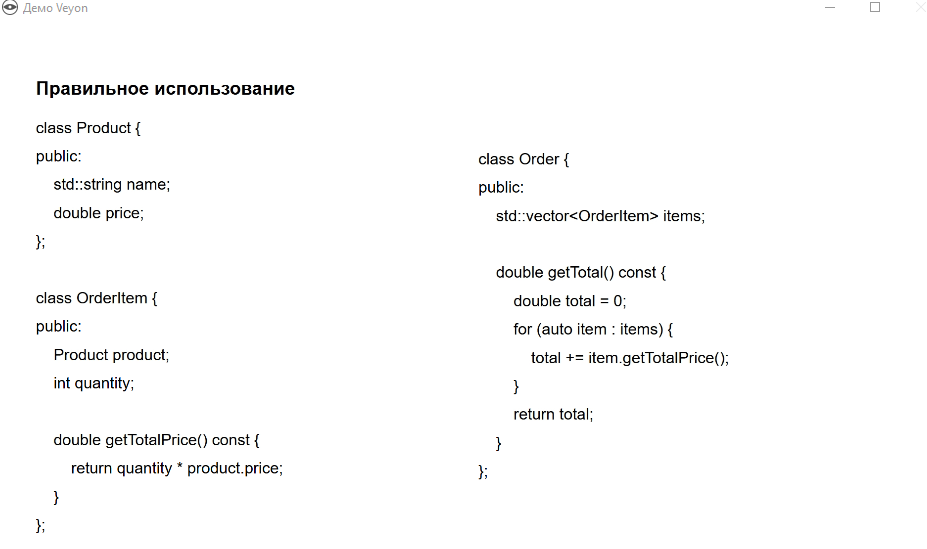 Демо Veyon
Правильное использование
class Product {
public:
std::string name;
double price;
};
class OrderItem {
public:
Product product;
int quantity;
double getTotalPrice() const {
return quantity * product.price;
}
};
class Order {
public:
std::vector<OrderItem> items;
double getTotal() const {
double total = 0;
for (auto item : items) {
total += item.getTotalPrice();
}
return total;
}
};